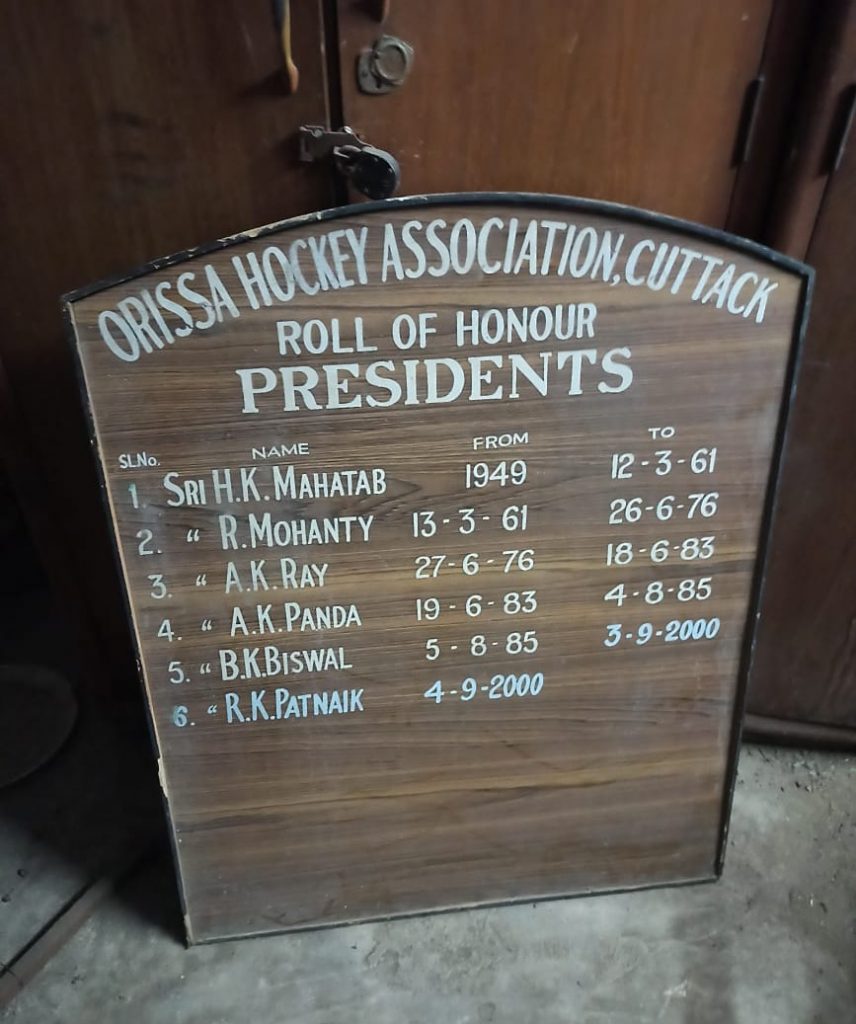 ORISSA HOCKEY ASSOCIATION, CUTTACK
ROLL OF HONOUR
PRESIDENTS
SL.No. NAME FROM TO
1. SRI H.K. MAHATAB 1949 12-3-61
2. “ R. MOHANTY 13-3-61 26-6-76
3. “ A.K. RAY 27-6-76 18-6-83
4. “ A.K. PANDA 19-6-83 4-8-85
5. “ B.K. BISWAL 5-8-85 3-9-2000
6. “ R.K. PATNAIK 4-9-2000